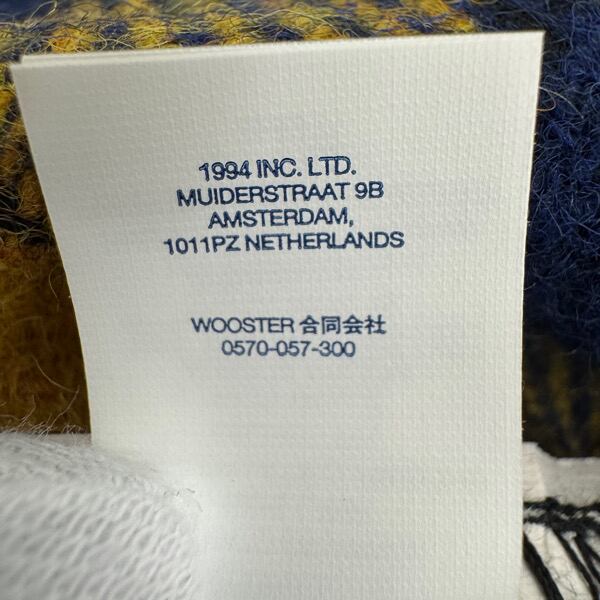 1994 INC. LTD.
MUIDERSTRAAT 9B
AMSTERDAM,
1011PZ NETHERLANDS
WOOSTER 合同会社
0570-057-300